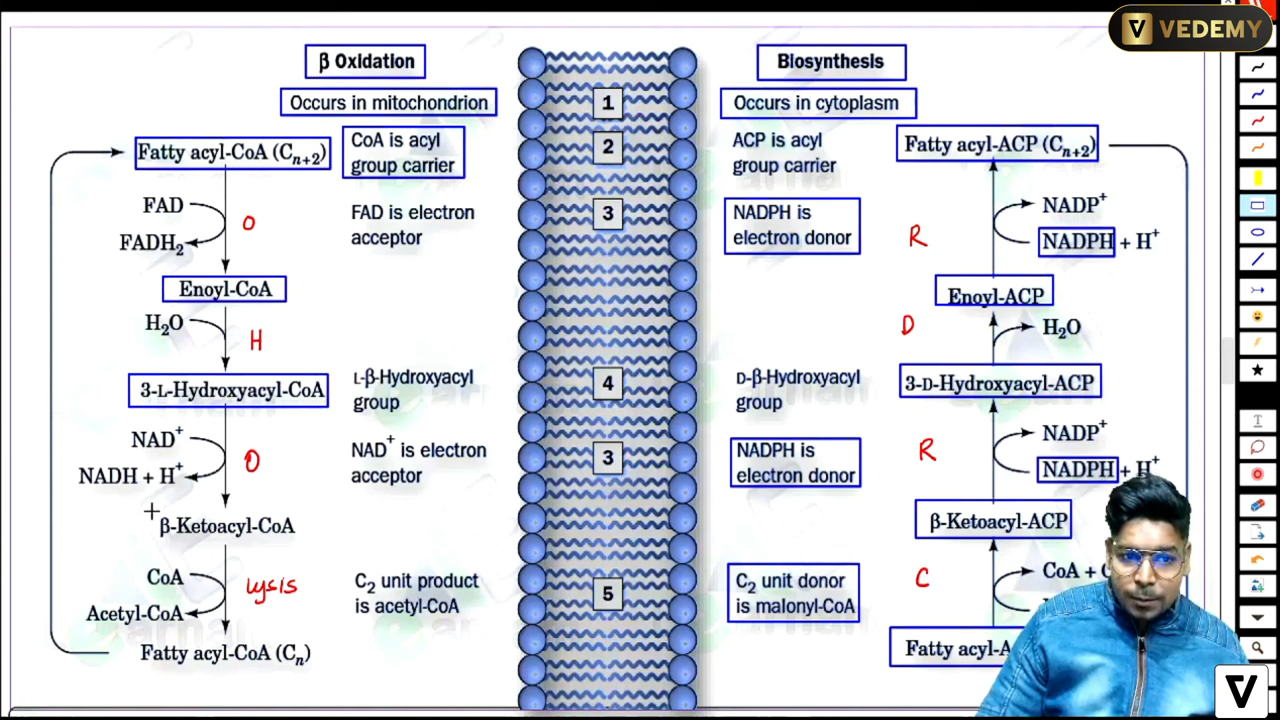 VEDEMY
β Oxidation
Occurs in mitochondrion
Fatty acyl-CoA (Cn+2)
CoA is acyl
group carrier
FAD
FADH2
O
FAD is electron
acceptor
Enoyl-CoA
H2O
H
3-L-Hydroxyacyl-CoA
L-β-Hydroxyacyl
group
NAD+
NADH + H+
O
NAD+ is electron
acceptor
β-Ketoacyl-CoA
CoA
Acetyl-CoA
Lysis
C2 unit product
is acetyl-CoA
Fatty acyl-CoA (Cn)
1
2
3
4
3
5
Biosynthesis
Occurs in cytoplasm
ACP is acyl
group carrier
Fatty acyl-ACP (Cn+2)
NADPH is
electron donor
R
NADP+
NADPH + H+
Enoyl-ACP
D
H2O
D-β-Hydroxyacyl
group
3-D-Hydroxyacyl-ACP
NADPH is
electron donor
R
NADP+
NADPH + H+
β-Ketoacyl-ACP
C2 unit donor
is malonyl-CoA
C
CoA +
Fatty acyl-A
T
V